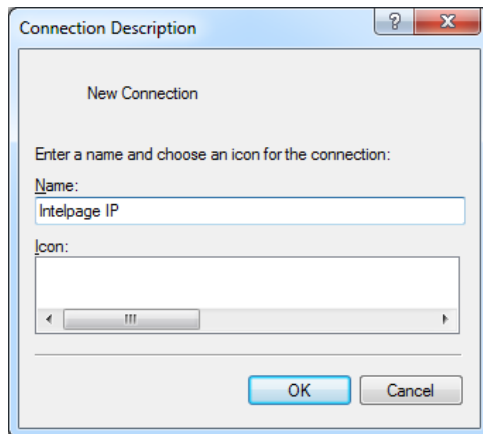 Connection Description
New Connection
Enter a name and choose an icon for the connection:
Name:
Intelpage IP
Icon:
OK
Cancel